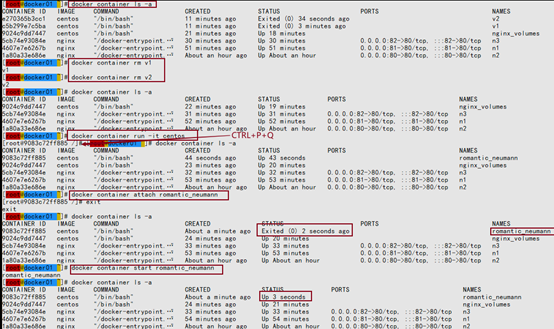 [root@docker01 ~]# docker container ls -a
CONTAINER ID IMAGE COMMAND CREATED STATUS PORTS NAMES
e270365b3cc1 centos "/bin/bash" 11 minutes ago Exited (0) 34 seconds ago v2
c5b299e7c5ba centos "/bin/bash" 11 minutes ago Exited (0) 3 minutes ago v1
9024c9dd7447 centos "/bin/bash" 21 minutes ago Up 18 minutes nginx_volumes
5cb74e93084e nginx "/docker-entrypoint.…" 30 minutes ago Up 30 minutes 0.0.0.0:82->80/tcp, :::82->80/tcp n3
4607e7e6267b nginx "/docker-entrypoint.…" 51 minutes ago Up 51 minutes 0.0.0.0:81->80/tcp, :::81->80/tcp n1
1a80a33e686e nginx "/docker-entrypoint.…" About an hour ago Up About an hour 0.0.0.0:80->80/tcp, :::80->80/tcp n2
[root@docker01 ~]# docker container rm v1
v1
[root@docker01 ~]# docker container rm v2
v2
[root@docker01 ~]# docker container ls -a
CONTAINER ID IMAGE COMMAND CREATED STATUS PORTS NAMES
9024c9dd7447 centos "/bin/bash" 22 minutes ago Up 19 minutes nginx_volumes
5cb74e93084e nginx "/docker-entrypoint.…" 31 minutes ago Up 31 minutes 0.0.0.0:82->80/tcp, :::82->80/tcp n3
4607e7e6267b nginx "/docker-entrypoint.…" 52 minutes ago Up 52 minutes 0.0.0.0:81->80/tcp, :::81->80/tcp n1
1a80a33e686e nginx "/docker-entrypoint.…" About an hour ago Up About an hour 0.0.0.0:80->80/tcp, :::80->80/tcp n2
[root@docker01 ~]# docker container run -it centos CTRL+P+Q
[root@9083c72ff885 /]# [root@docker01 ~]# docker container ls -a
CONTAINER ID IMAGE COMMAND CREATED STATUS PORTS NAMES
9083c72ff885 centos "/bin/bash" 44 seconds ago Up 43 seconds romantic_neumann
9024c9dd7447 centos "/bin/bash" 23 minutes ago Up 20 minutes nginx_volumes
5cb74e93084e nginx "/docker-entrypoint.…" 32 minutes ago Up 32 minutes 0.0.0.0:82->80/tcp, :::82->80/tcp n3
4607e7e6267b nginx "/docker-entrypoint.…" 53 minutes ago Up 52 minutes 0.0.0.0:81->80/tcp, :::81->80/tcp n1
1a80a33e686e nginx "/docker-entrypoint.…" About an hour ago Up About an hour 0.0.0.0:80->80/tcp, :::80->80/tcp n2
[root@docker01 ~]# docker container attach romantic_neumann
[root@9083c72ff885 /]# exit
exit
[root@docker01 ~]# docker container ls -a
CONTAINER ID IMAGE COMMAND CREATED STATUS PORTS NAMES
9083c72ff885 centos "/bin/bash" About a minute ago Exited (0) 2 seconds ago romantic_neumann
9024c9dd7447 centos "/bin/bash" 23 minutes ago Up 20 minutes nginx_volumes
5cb74e93084e nginx "/docker-entrypoint.…" 33 minutes ago Up 33 minutes 0.0.0.0:82->80/tcp, :::82->80/tcp n3
4607e7e6267b nginx "/docker-entrypoint.…" 53 minutes ago Up 53 minutes 0.0.0.0:81->80/tcp, :::81->80/tcp n1
1a80a33e686e nginx "/docker-entrypoint.…" About an hour ago Up About an hour 0.0.0.0:80->80/tcp, :::80->80/tcp n2
[root@docker01 ~]# docker container start romantic_neumann
romantic_neumann
[root@docker01 ~]# docker container ls -a
CONTAINER ID IMAGE COMMAND CREATED STATUS PORTS NAMES
9083c72ff885 centos "/bin/bash" About a minute ago Up 3 seconds romantic_neumann
9024c9dd7447 centos "/bin/bash" 24 minutes ago Up 21 minutes nginx_volumes
5cb74e93084e nginx "/docker-entrypoint.…" 33 minutes ago Up 33 minutes 0.0.0.0:82->80/tcp, :::82->80/tcp n3
4607e7e6267b nginx "/docker-entrypoint.…" 54 minutes ago Up 54 minutes 0.0.0.0:81->80/tcp, :::81->80/tcp n1
1a80a33e686e nginx "/docker-entrypoint.…" About an hour ago Up About an hour 0.0.0.0:80->80/tcp, :::80->80/tcp n2